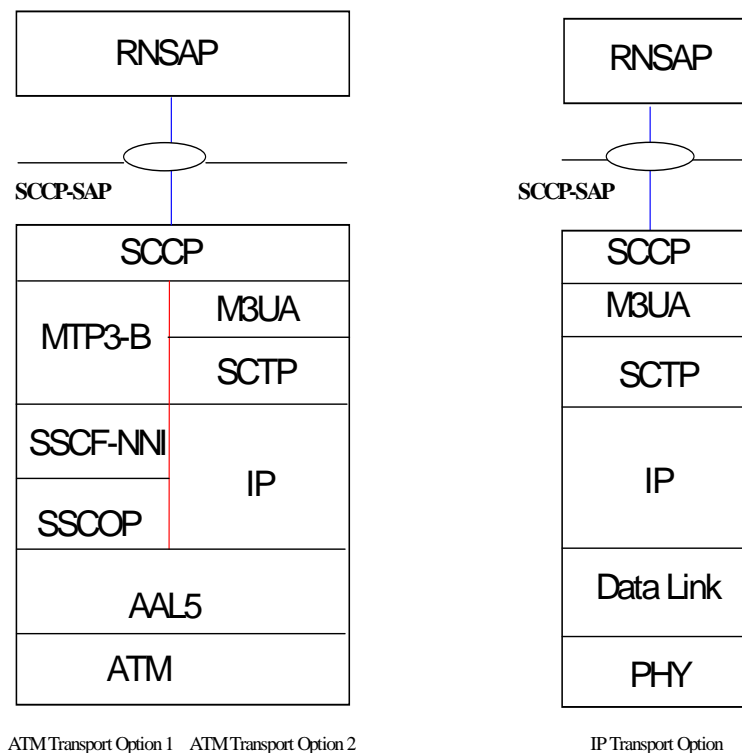 RNSAP
RNSAP
SCCP-SAP
SCCP-SAP
SCCP
SCCP
MTP3-B
M3UA
M3UA
SCTP
SCTP
SSCF-NNI
IP
IP
SSCOP
AAL5
Data Link
ATM
PHY
ATM Transport Option 1 ATM Transport Option 2
IP Transport Option